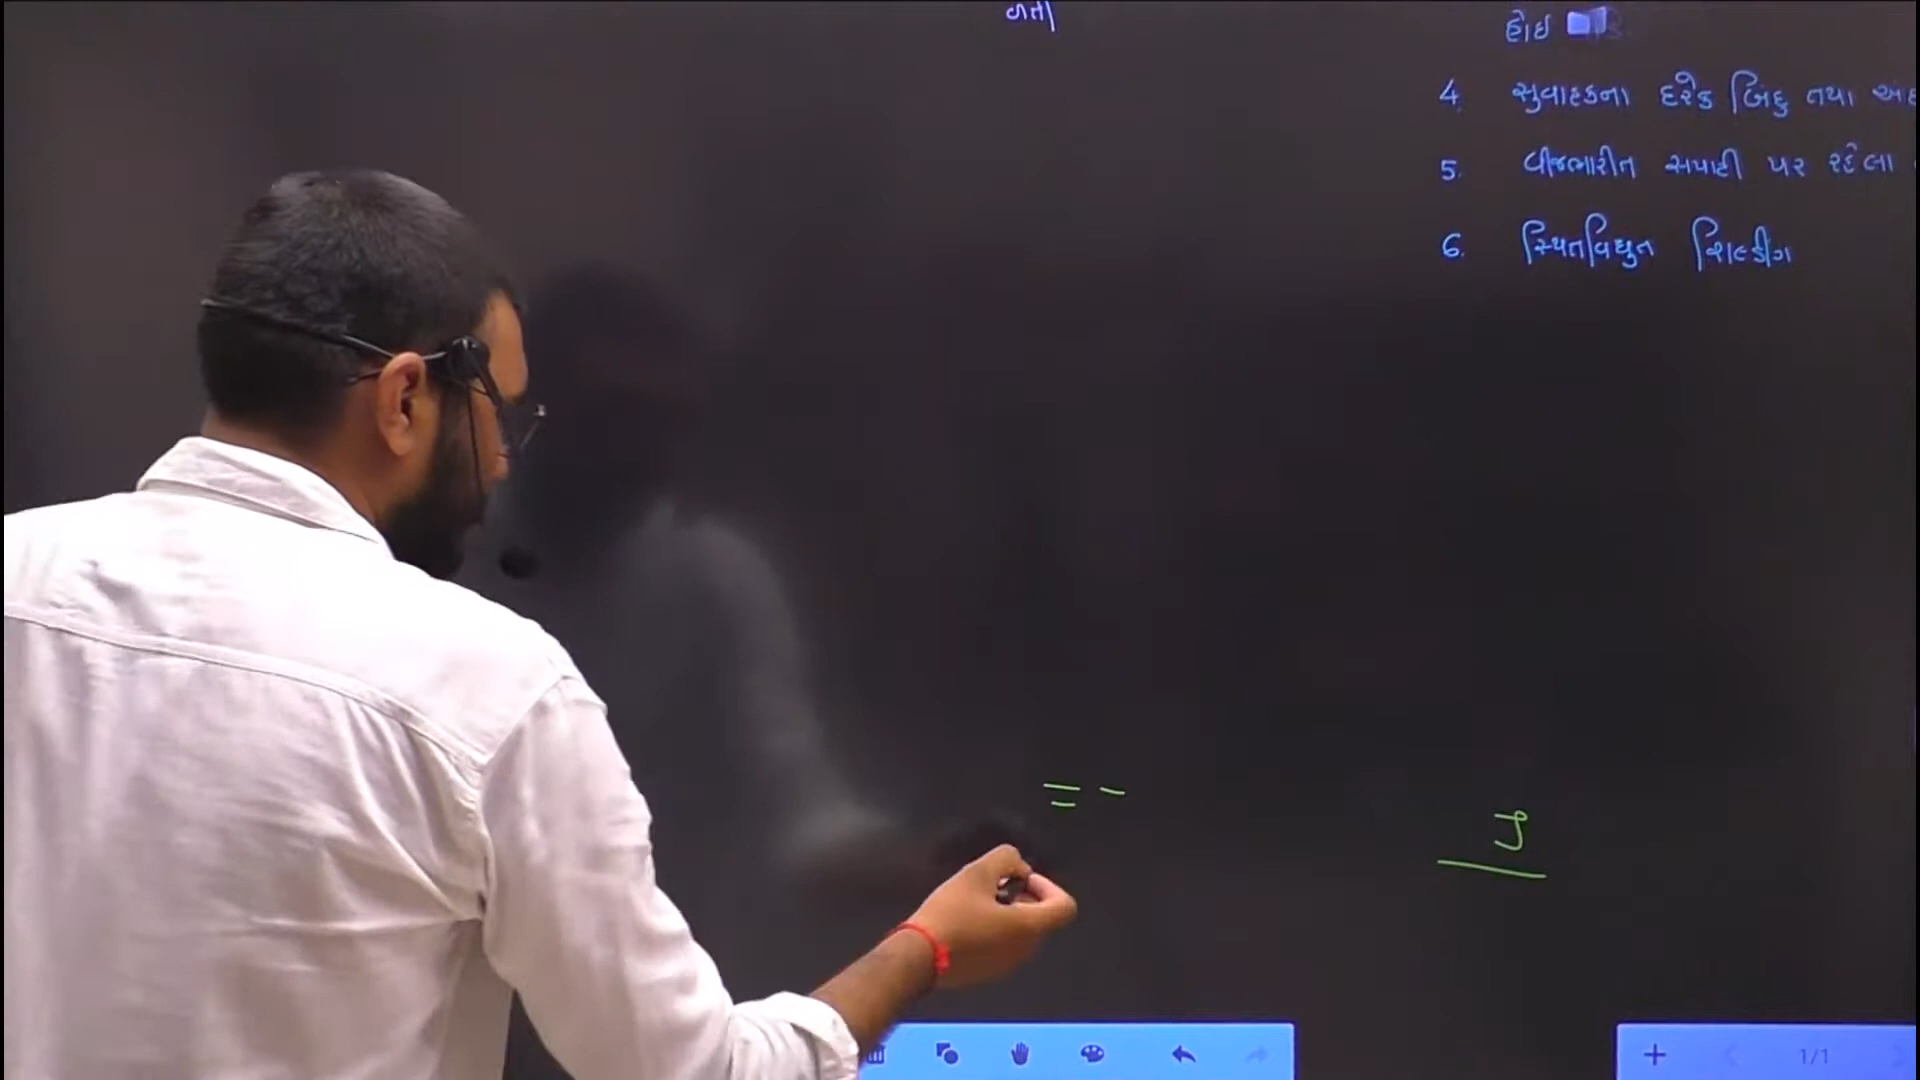 હોઇ
4. સુવાહકના દરેક બિંદુ તથા
5. વીજભારીત સપાટી પર રહેલા
6. સ્થિતવિદ્યુત શિલ્ડીંગ
1/1